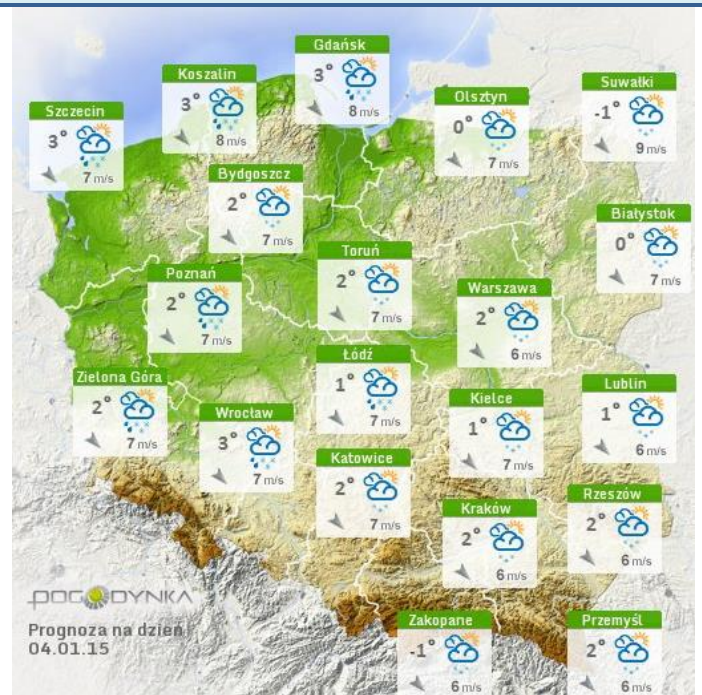 Gdańsk
3°
8 m/s
Koszalin
3°
8 m/s
Szczecin
3°
7 m/s
Olsztyn
0°
7 m/s
Suwałki
-1°
9 m/s
Bydgoszcz
2°
7 m/s
Białystok
0°
7 m/s
Toruń
2°
7 m/s
Poznań
2°
7 m/s
Warszawa
2°
6 m/s
Łódź
1°
7 m/s
Zielona Góra
2°
7 m/s
Wrocław
3°
7 m/s
Kielce
1°
7 m/s
Lublin
1°
6 m/s
Katowice
2°
7 m/s
Kraków
2°
6 m/s
Rzeszów
2°
6 m/s
Zakopane
-1°
6 m/s
Przemyśl
2°
6 m/s
POGODYNKA
Prognoza na dzień
04.01.15